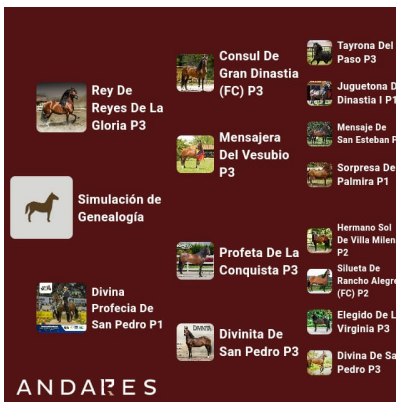 Tayrona Del
Paso P3
Consul De
Gran Dinastia
(FC) P3
Juguetona D
Dinastia I P1
Rey De
Reyes De La
Gloria P3
Mensaje De
San Esteban P
Mensajera
Del Vesubio
P3
Sorpresa De
Palmira P1
Simulación de
Genealogía
Hermano Sol
De Villa Milen
P2
Profeta De La
Conquista P3
Silueta De
Rancho Alegre
(FC) P2
Divina
Profecia De
San Pedro P1
Elegido De L
Virginia P3
DIVINITA
Divinita De
San Pedro P3
Divina De Sa
Pedro P3
ANDARES